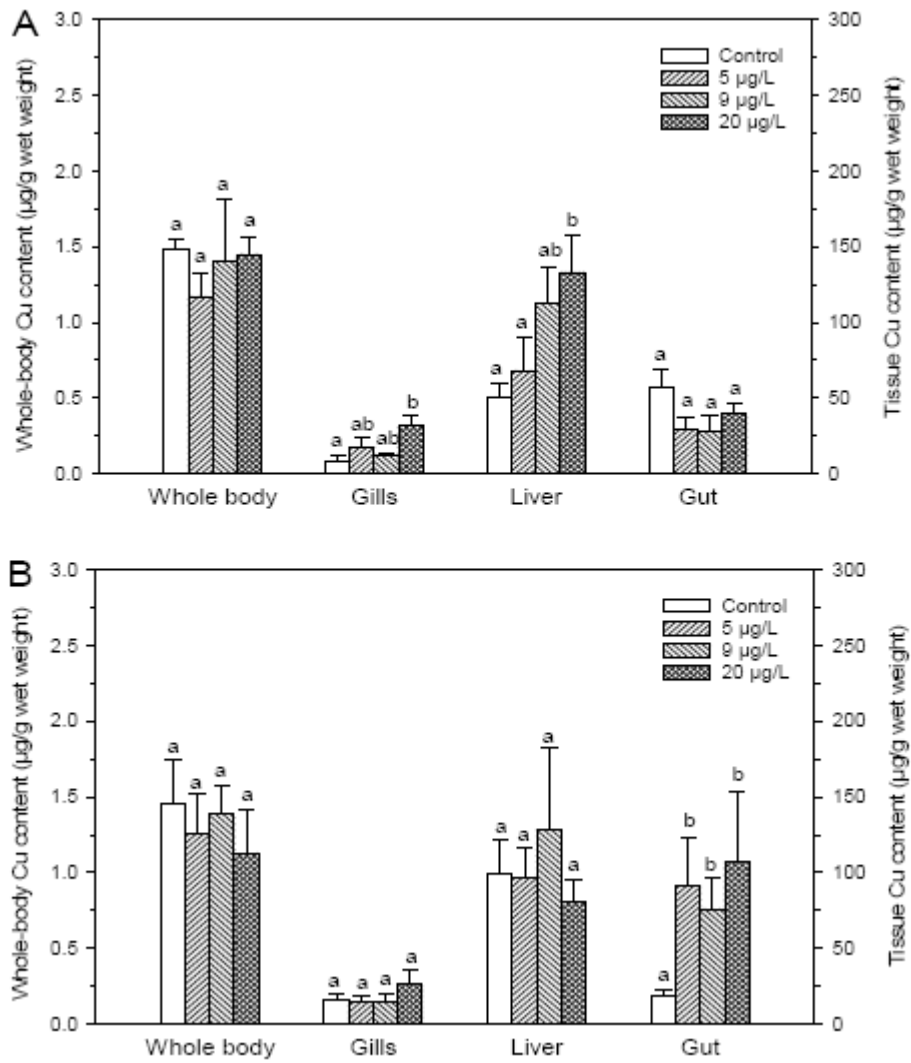 A
Whole-body Cu content (µg/g wet weight)
Tissue Cu content (µg/g wet weight)
3.0
2.5
2.0
1.5
1.0
0.5
0.0
300
250
200
150
100
50
0
Control
5 µg/L
9 µg/L
20 µg/L
a
a
a
a
a
ab
ab
b
a
a
ab
b
a
a
a
a
Whole body
Gills
Liver
Gut
B
Whole-body Cu content (µg/g wet weight)
Tissue Cu content (µg/g wet weight)
3.0
2.5
2.0
1.5
1.0
0.5
0.0
300
250
200
150
100
50
0
Control
5 µg/L
9 µg/L
20 µg/L
a
a
a
a
a
a
a
a
a
a
a
a
a
b
b
b
Whole body
Gills
Liver
Gut